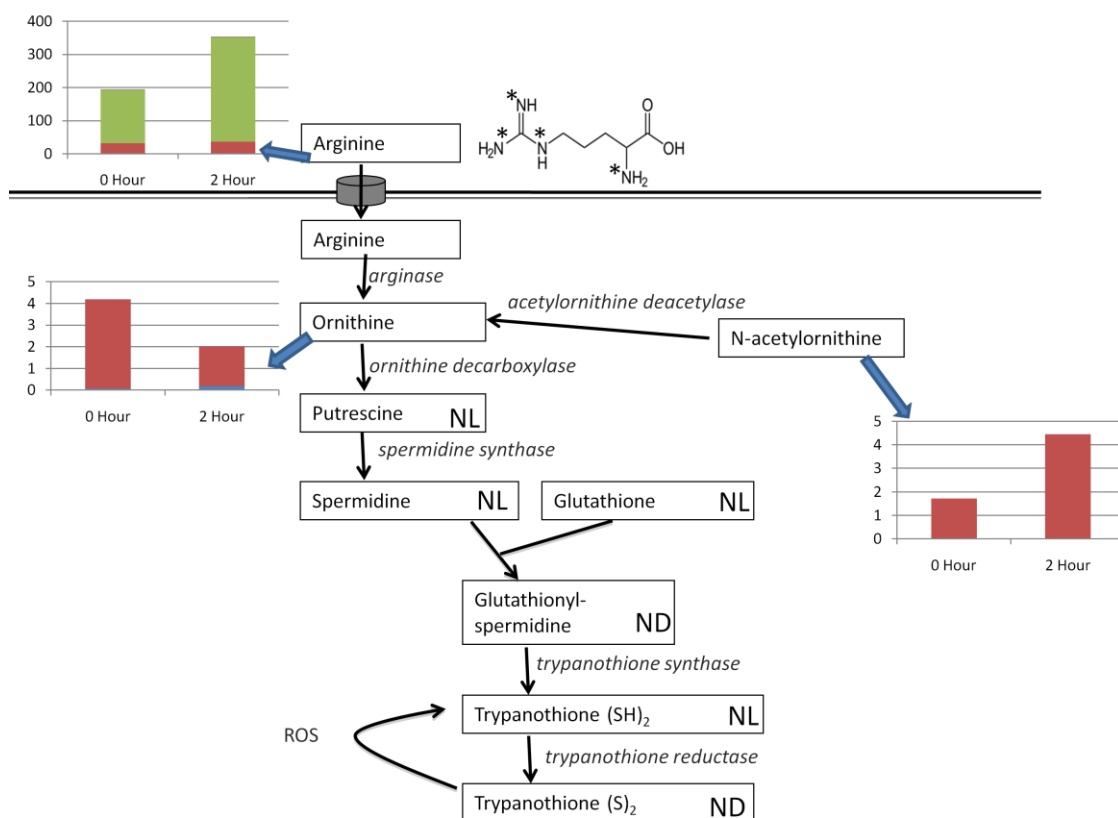 400
300
200
100
0
0 Hour
2 Hour
Arginine
*
NH
*
*
H2N
N
H
O
OH
*
NH2
Arginine
arginase
5
4
3
2
1
0
0 Hour
2 Hour
Ornithine
acetylornithine deacetylase
N-acetylornithine
ornithine decarboxylase
Putrescine NL
spermidine synthase
5
4
3
2
1
0
0 Hour
2 Hour
Spermidine NL
Glutathione NL
Glutathionyl-
spermidine ND
trypanothione synthase
Trypanothione (SH)2 NL
ROS
trypanothione reductase
Trypanothione (S)2 ND